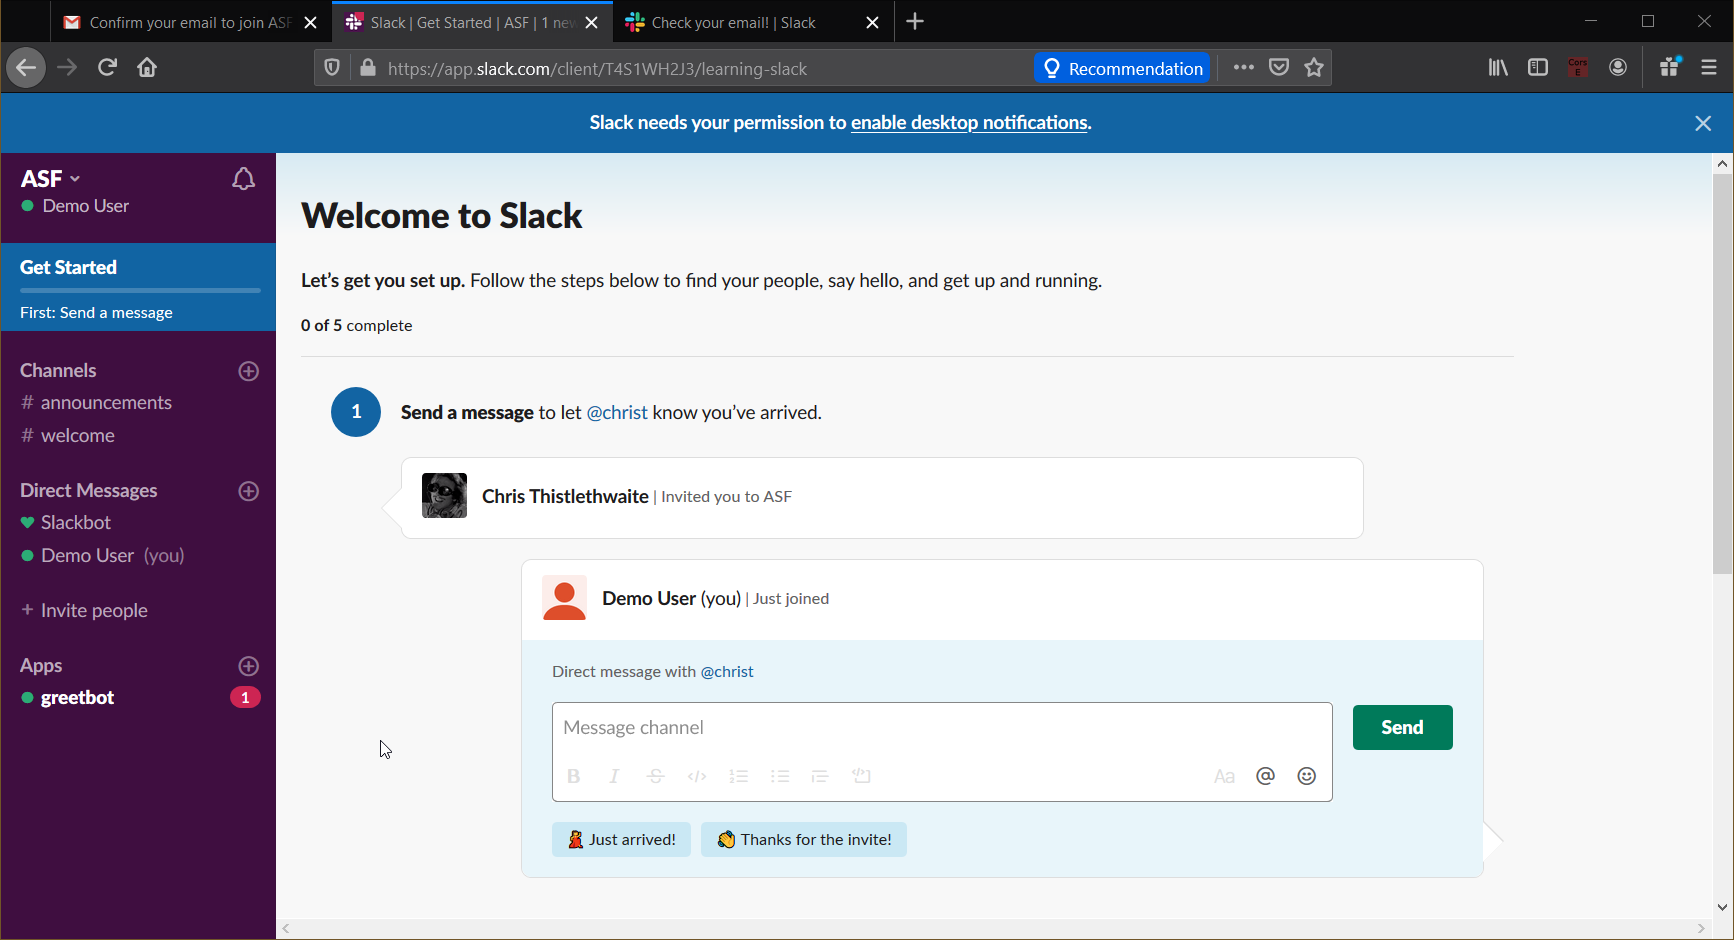 Confirm your email to join ASF
Slack | Get Started | ASF | 1 new
Check your email! | Slack
https://app.slack.com/client/T4S1WH2J3/learning-slack
Recommendation
Cors
E
Slack needs your permission to enable desktop notifications.
ASF
Demo User
Get Started
First: Send a message
Channels
# announcements
# welcome
Direct Messages
Slackbot
Demo User (you)
+ Invite people
Apps
greetbot 1
Welcome to Slack
Let’s get you set up. Follow the steps below to find your people, say hello, and get up and running.
0 of 5 complete
1 Send a message to let @christ know you’ve arrived.
Chris Thistlethwaite | Invited you to ASF
Demo User (you) | Just joined
Direct message with @christ
Message channel
Send
B I S </> Aa @
Just arrived!
Thanks for the invite!